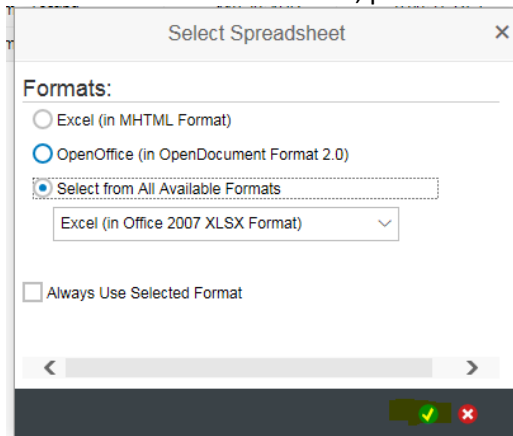 Select Spreadsheet
Formats:
Excel (in MHTML Format)
OpenOffice (in OpenDocument Format 2.0)
Select from All Available Formats
Excel (in Office 2007 XLSX Format)
Always Use Selected Format